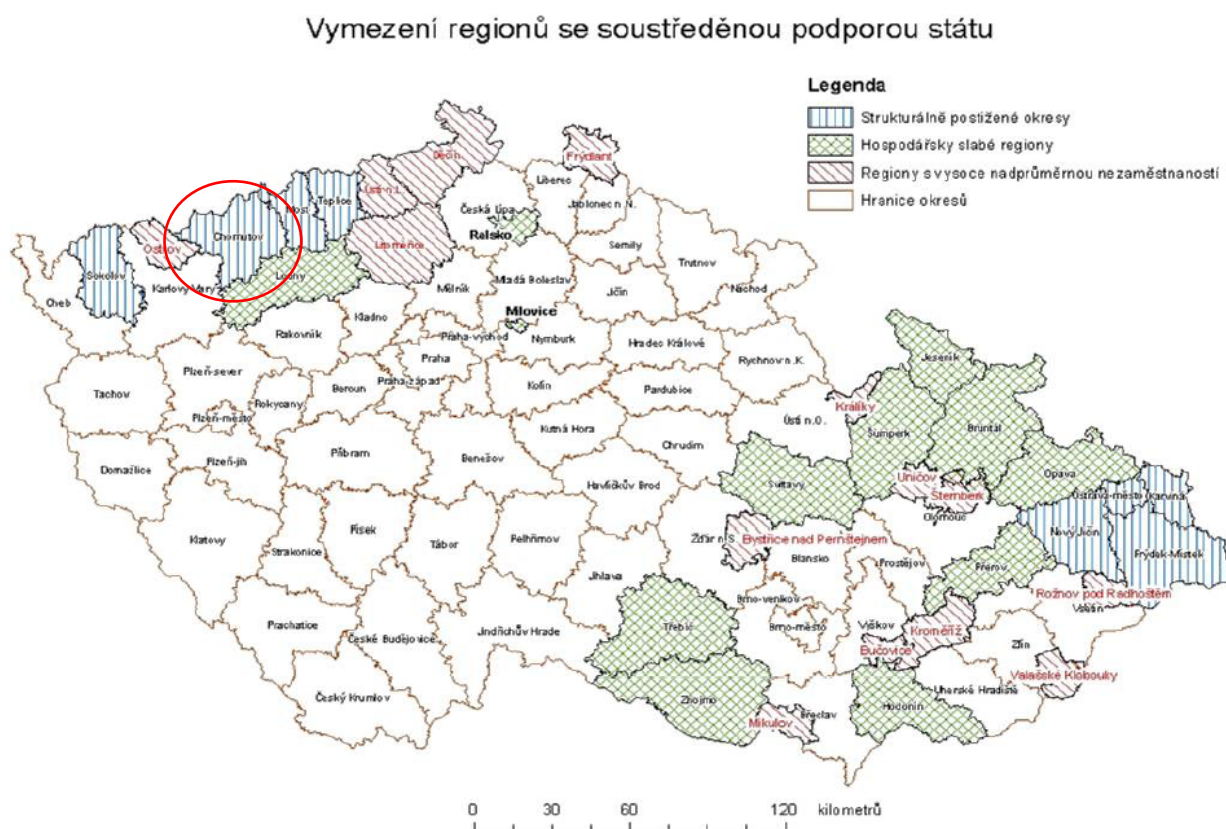 Vymezení regionů se soustředěnou podporou státu
Legenda
Strukturálně postižené okresy
Hospodářsky slabé regiony
Regiony s vysoce nadprůměrnou nezaměstnaností
Hranice okresů
Děčín
Frýdlant
Ústí n.L.
Teplice
Most
Liberec
Jablonec n.N.
Česká Lípa
Chomutov
Ralsko
Ostrov
Litoměřice
Semily
Trutnov
Sokolov
Louny
Cheb
Karlovy Vary
Mladá Boleslav
Mělník
Jičín
Náchod
Milovice
Kladno
Rakovník
Praha-východ
Nymburk
Hradec Králové
Rychnov n.K.
Praha
Jeseník
Plzeň-sever
Beroun
Praha-západ
Kolín
Pardubice
Tachov
Rokycany
Králíky
Plzeň-město
Ústí n.O.
Šumperk
Bruntál
Kutná Hora
Chrudim
Příbram
Benešov
Domažlice
Plzeň-jih
Havlíčkův Brod
Svitavy
Uničov
Opava
Šternberk
Ostrava-město
Karviná
Olomouc
Klatovy
Písek
Strakonice
Tábor
Pelhřimov
Žďár n.S.
Bystřice nad Pernštejnem
Nový Jičín
Frýdek-Místek
Blansko
Prostějov
Přerov
Jihlava
Brno-venkov
Rožnov pod Radhoštěm
Vsetín
Třebíč
Brno-město
Vyškov
Kroměříž
Prachatice
České Budějovice
Jindřichův Hradec
Bučovice
Zlín
Valašské Klobouky
Český Krumlov
Znojmo
Uherské Hradiště
Hodonín
Mikulov
Břeclav
0 30 60 120 kilometrů